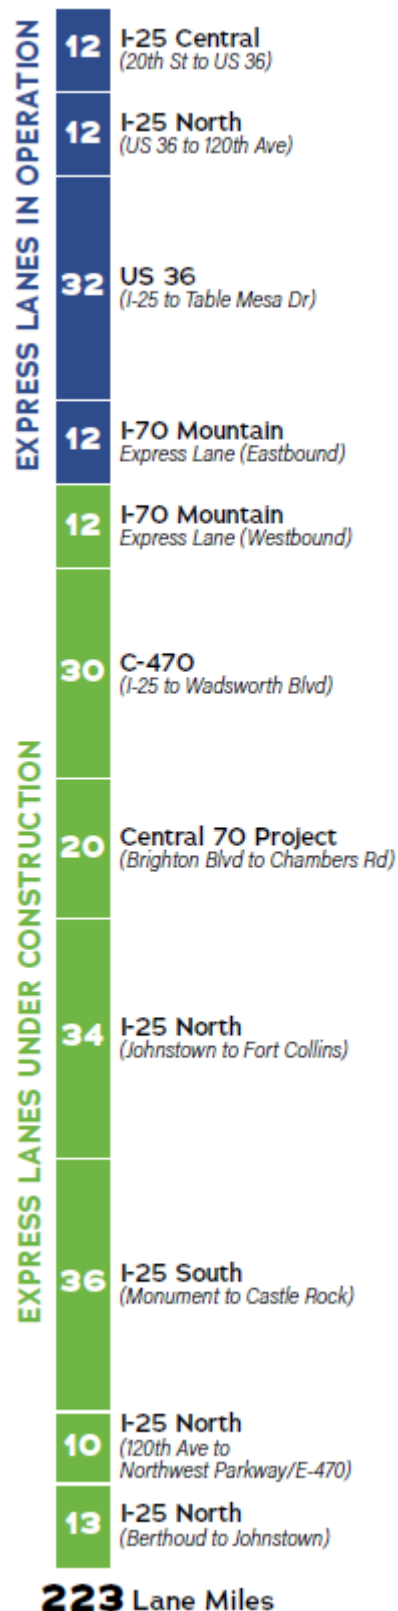 EXPRESS LANES IN OPERATION
12 I-25 Central
(20th St to US 36)
12 I-25 North
(US 36 to 120th Ave)
32 US 36
(I-25 to Table Mesa Dr)
12 I-70 Mountain
Express Lane (Eastbound)
EXPRESS LANES UNDER CONSTRUCTION
12 I-70 Mountain
Express Lane (Westbound)
30 C-470
(I-25 to Wadsworth Blvd)
20 Central 70 Project
(Brighton Blvd to Chambers Rd)
34 I-25 North
(Johnstown to Fort Collins)
36 I-25 South
(Monument to Castle Rock)
10 I-25 North
(120th Ave to
Northwest Parkway/E-470)
13 I-25 North
(Berthoud to Johnstown)
223 Lane Miles